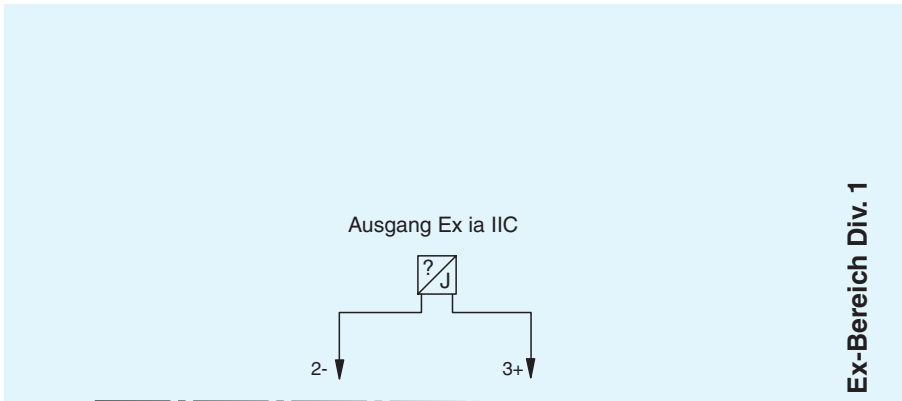 Ausgang Ex ia IIC
?
J
2-
3+
Ex-Bereich Div. 1